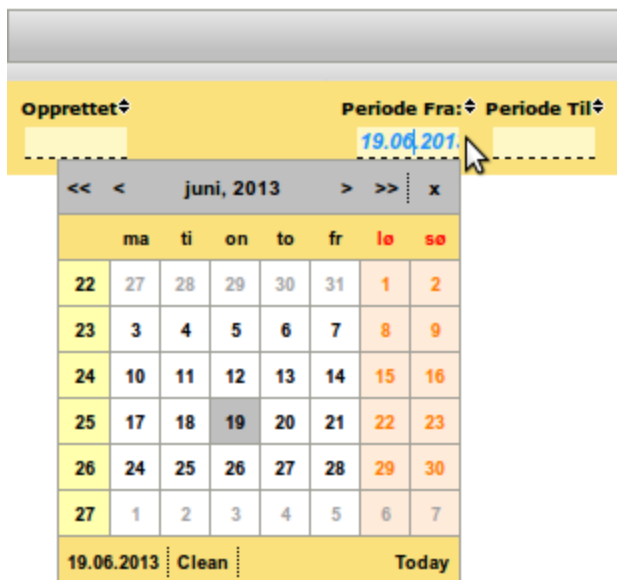 Opprettet Periode Fra: Periode Til
19.06.201
<< < juni, 2013 > >> x
ma ti on to fr lø sø
22 27 28 29 30 31 1 2
23 3 4 5 6 7 8 9
24 10 11 12 13 14 15 16
25 17 18 19 20 21 22 23
26 24 25 26 27 28 29 30
27 1 2 3 4 5 6 7
19.06.2013 Clean Today